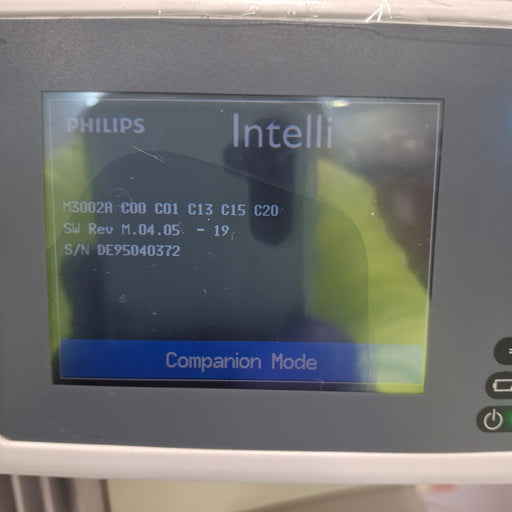 PHILIPS
Intelli
M3002A C00 C01 C13 C15 C20
SW Rev M.04.05 - 19
S/N DE95040372
Companion Mode